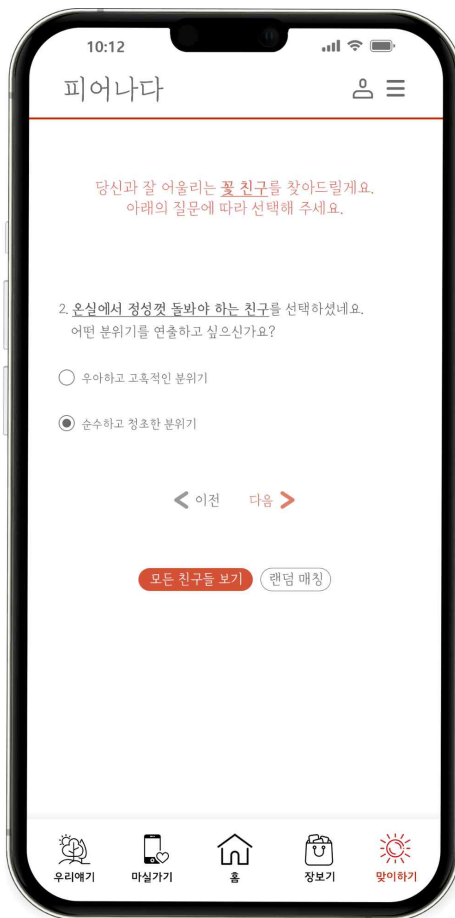 10:12
피어나다
당신과 잘 어울리는 꽃 친구를 찾아드릴게요.
아래의 질문에 따라 선택해 주세요.
2. 온실에서 정성껏 돌봐야 하는 친구를 선택하셨네요.
어떤 분위기를 연출하고 싶으신가요?
우아하고 고혹적인 분위기
순수하고 청초한 분위기
이전 다음
모든 친구들 보기 랜덤 매칭
우리얘기 마실가기 홈 장보기 맞이하기